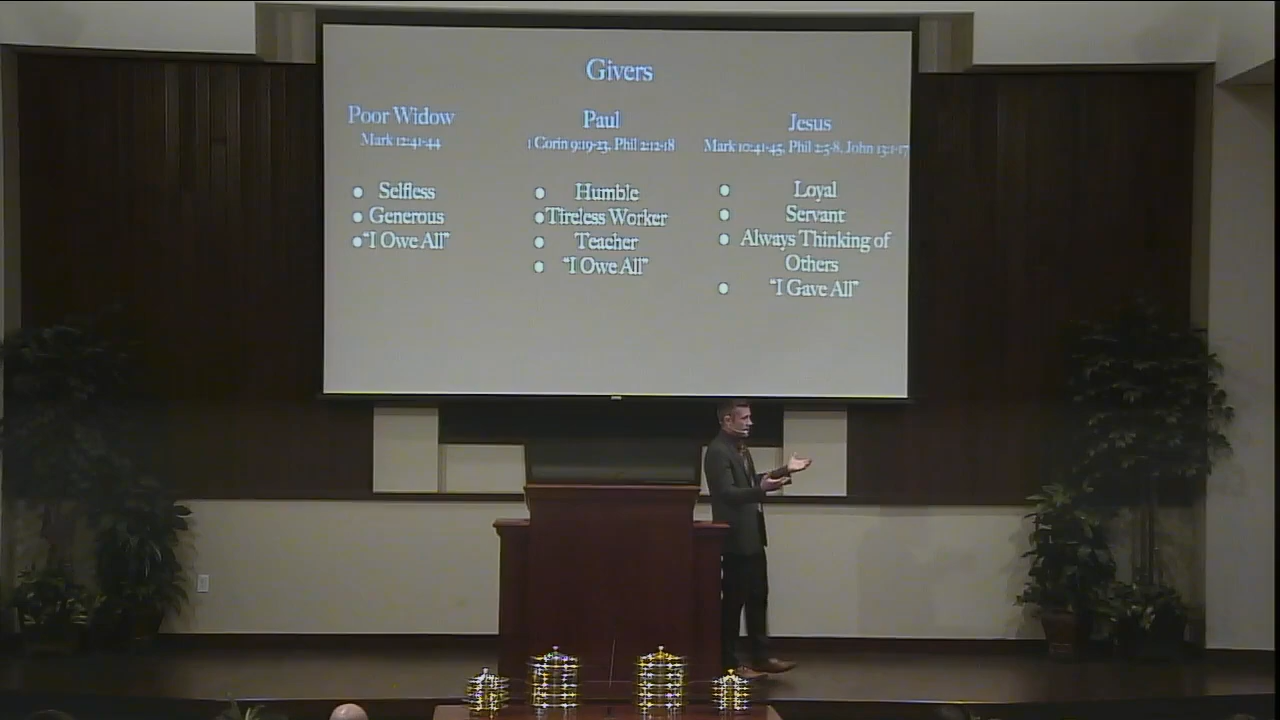 Givers
Poor Widow
Mark 12:41-44
• Selfless
• Generous
• “I Owe All”
Paul
1 Corin 9:19-23, Phil 2:12-18
• Humble
• Tireless Worker
• Teacher
• “I Owe All”
Jesus
Mark 10:41-45, Phil 2:5-8, John 13:1-17
• Loyal
• Servant
• Always Thinking of
Others
• “I Gave All”